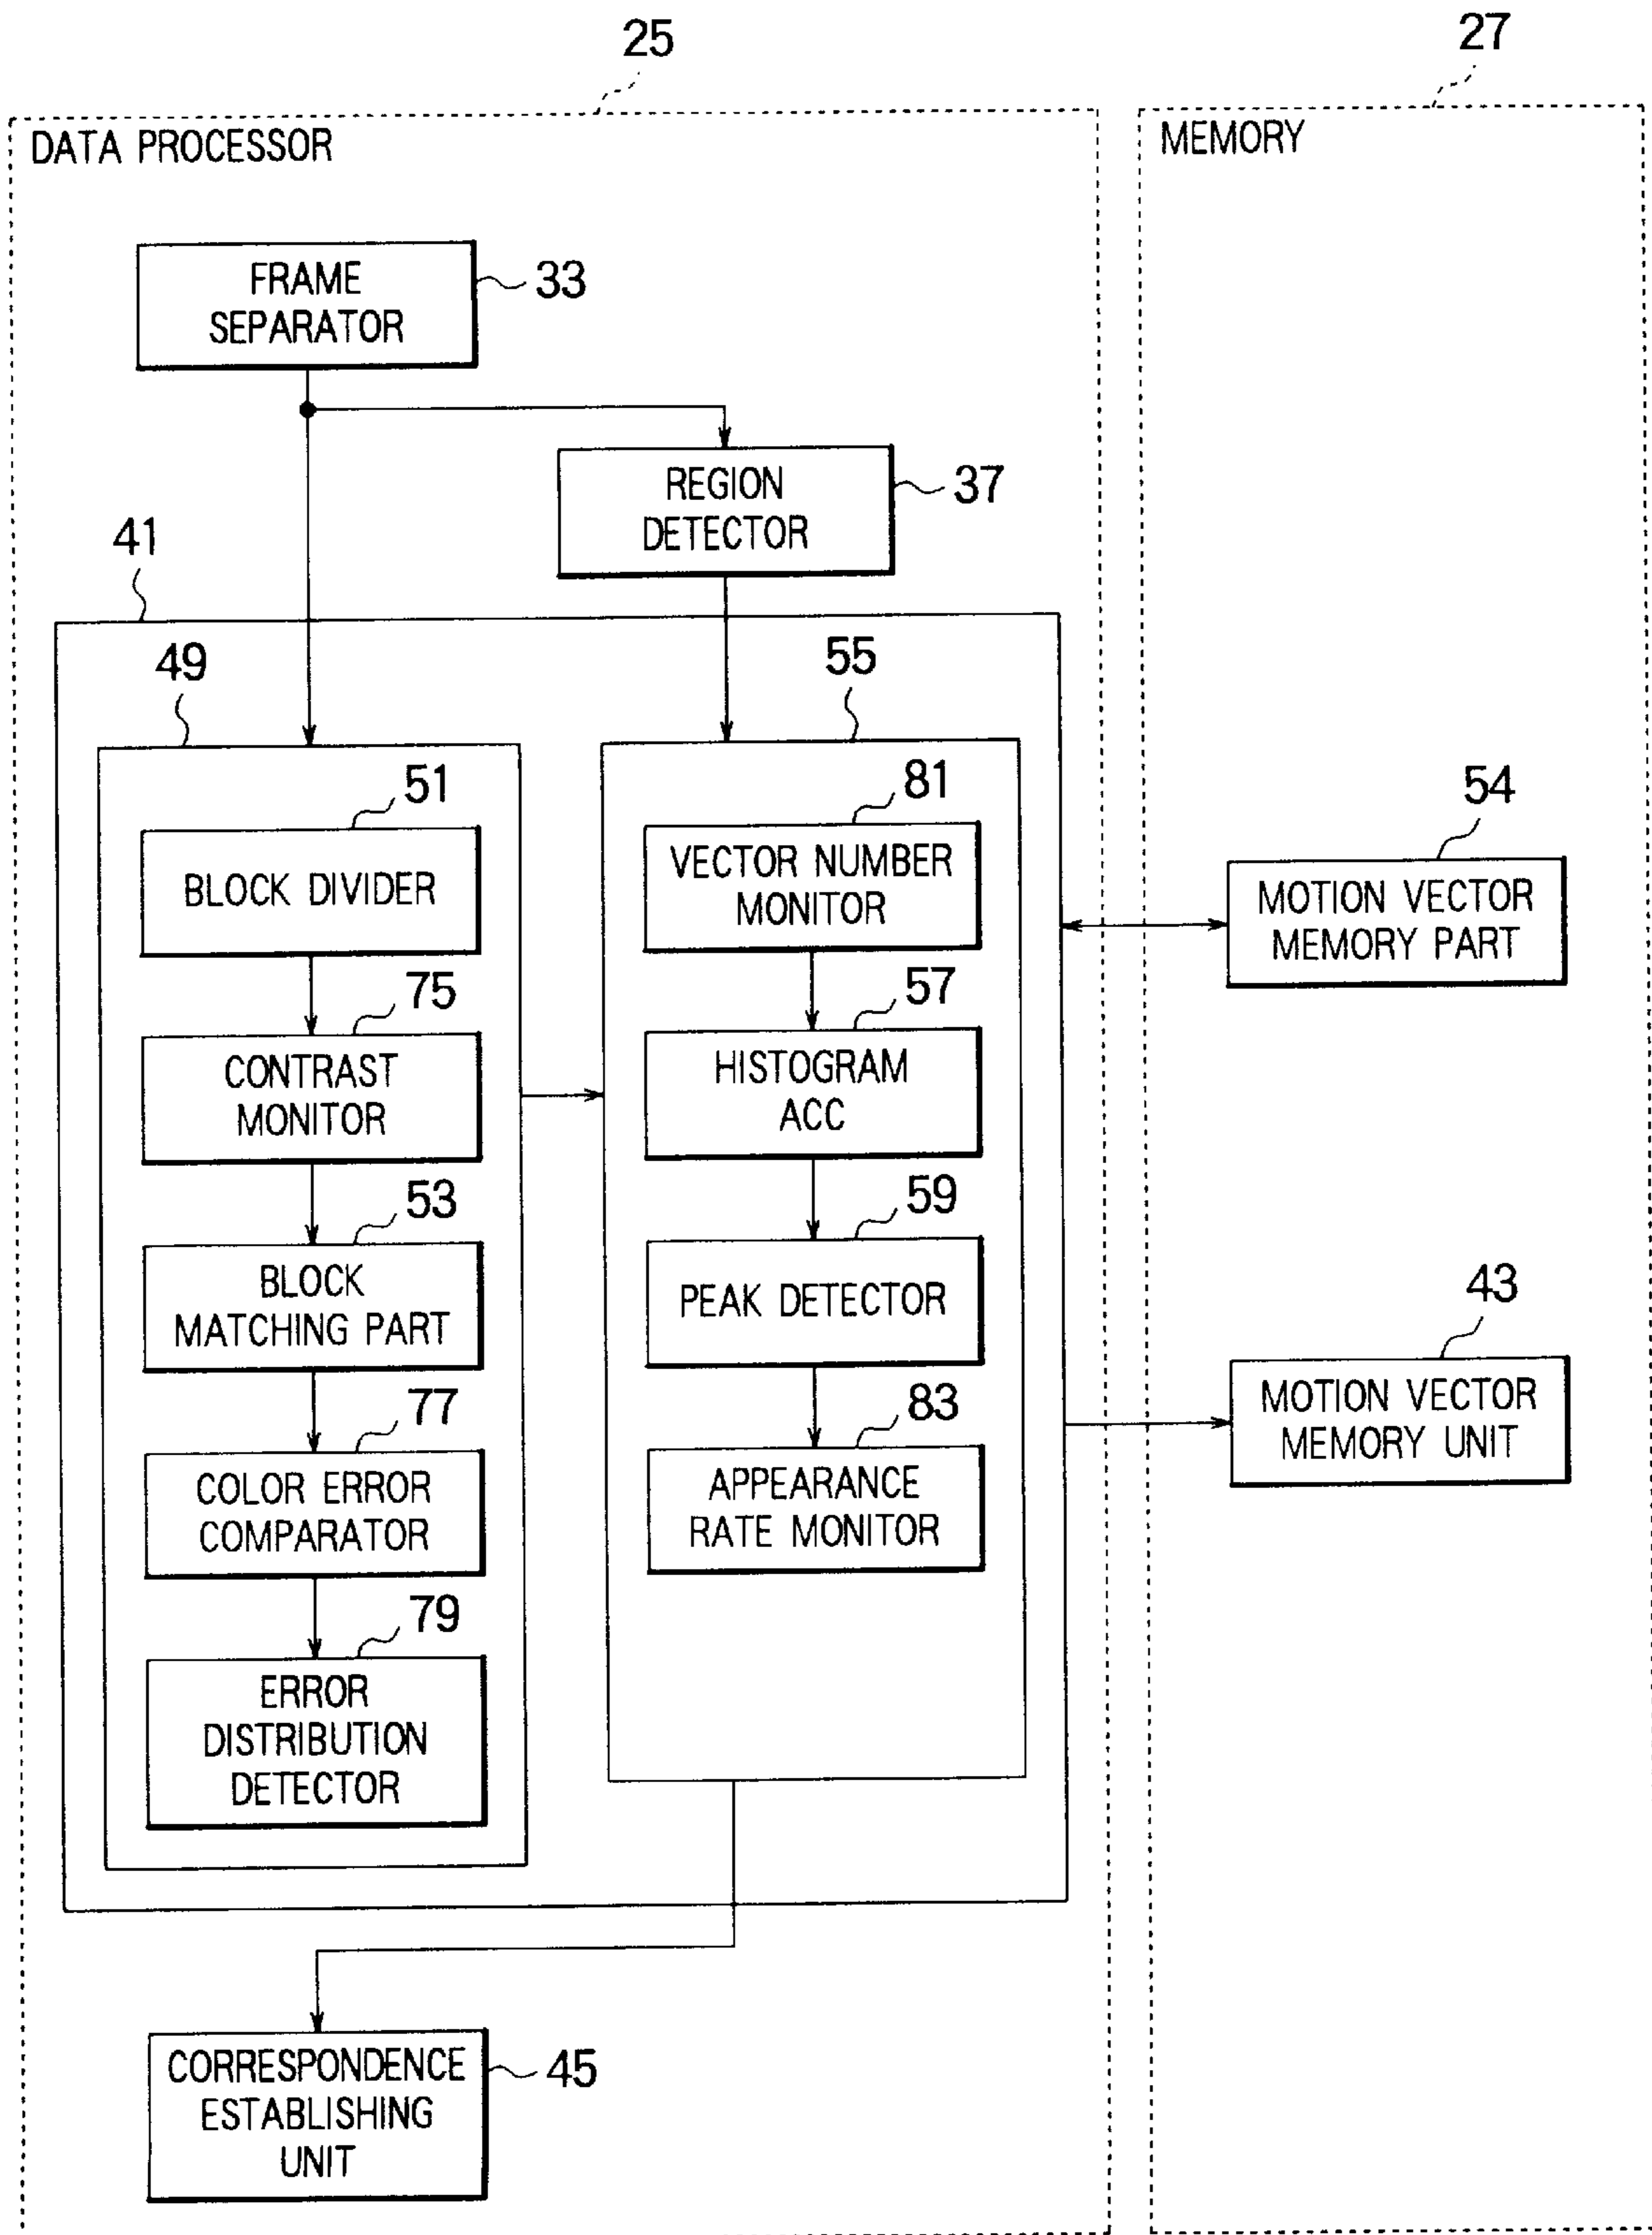 25
27
DATA PROCESSOR
MEMORY
FRAME
SEPARATOR
33
REGION
DETECTOR
37
41
49
55
51
BLOCK DIVIDER
75
CONTRAST
MONITOR
53
BLOCK
MATCHING PART
77
COLOR ERROR
COMPARATOR
79
ERROR
DISTRIBUTION
DETECTOR
81
VECTOR NUMBER
MONITOR
57
HISTOGRAM
ACC
59
PEAK DETECTOR
83
APPEARANCE
RATE MONITOR
54
MOTION VECTOR
MEMORY PART
43
MOTION VECTOR
MEMORY UNIT
CORRESPONDENCE
ESTABLISHING
UNIT
45